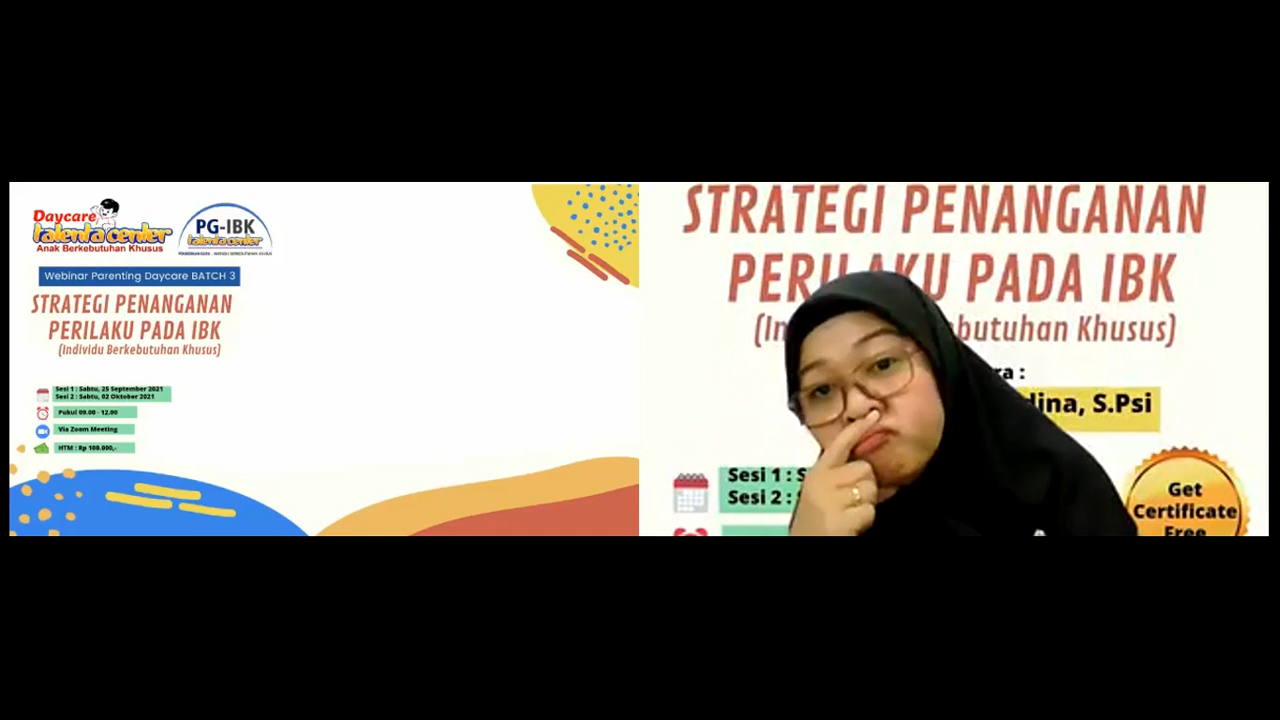 Daycare
talenta center
Anak Berkebutuhan Khusus
PG-IBK
talenta center
Webinar Parenting Daycare BATCH 3
STRATEGI PENANGANAN
PERILAKU PADA IBK
(Individu Berkebutuhan Khusus)
Sesi 1 : Sabtu, 25 September 2021
Sesi 2 : Sabtu, 02 Oktober 2021
Pukul 09.00 - 12.00
Via Zoom Meeting
HTM : Rp 100.000,-
STRATEGI PENANGANAN
PERILAKU PADA IBK
(In butuhan Khusus)
ra :
dina, S.Psi
Sesi 1 : S
Sesi 2 :
Get
Certificate
Free